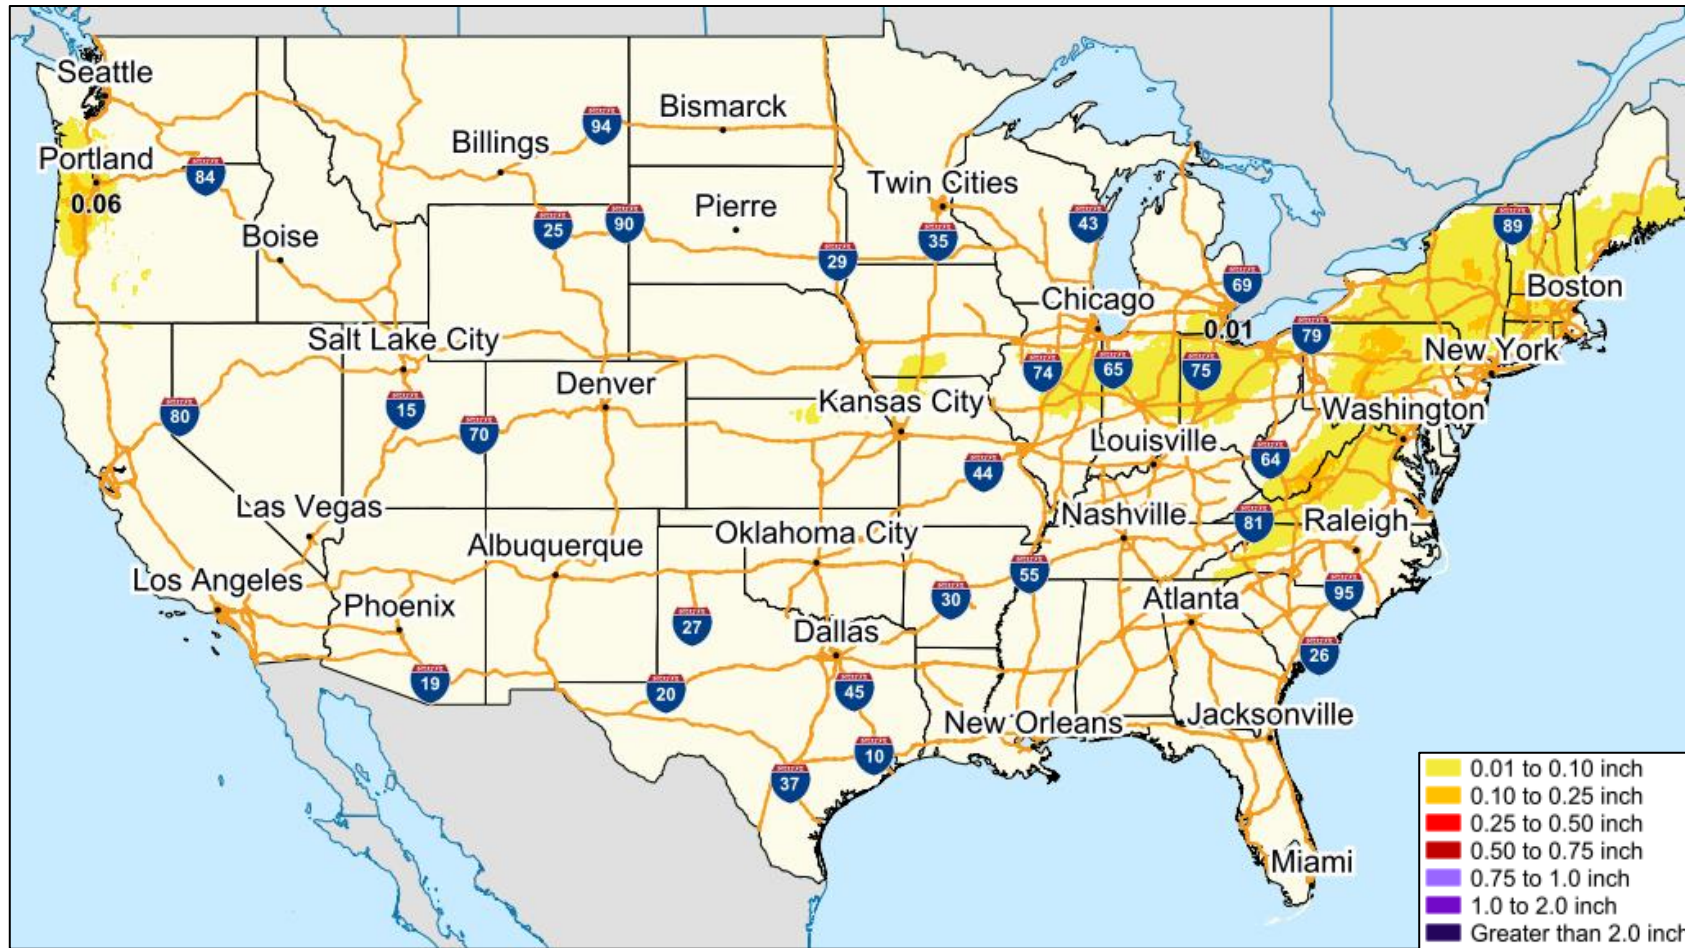 Seattle
Bismarck
94
Billings
Portland
84
Twin Cities
0.06
Pierre
25
90
43
89
Boise
35
29
69
Boston
Chicago
0.01
79
Salt Lake City
New York
74
65
75
Denver
Kansas City
15
Washington
80
70
Louisville
64
44
Las Vegas
Nashville
81
Raleigh
Oklahoma City
Albuquerque
55
Los Angeles
95
30
Atlanta
Phoenix
27
Dallas
26
19
20
45
Jacksonville
New Orleans
10
37
Miami
0.01 to 0.10 inch
0.10 to 0.25 inch
0.25 to 0.50 inch
0.50 to 0.75 inch
0.75 to 1.0 inch
1.0 to 2.0 inch
Greater than 2.0 inch